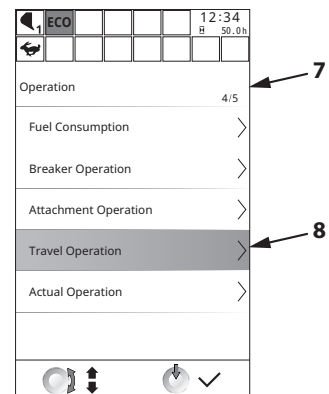 1 ECO 12:34
50.0h
Operation
4/5
Fuel Consumption
Breaker Operation
Attachment Operation
Travel Operation
Actual Operation
7
8